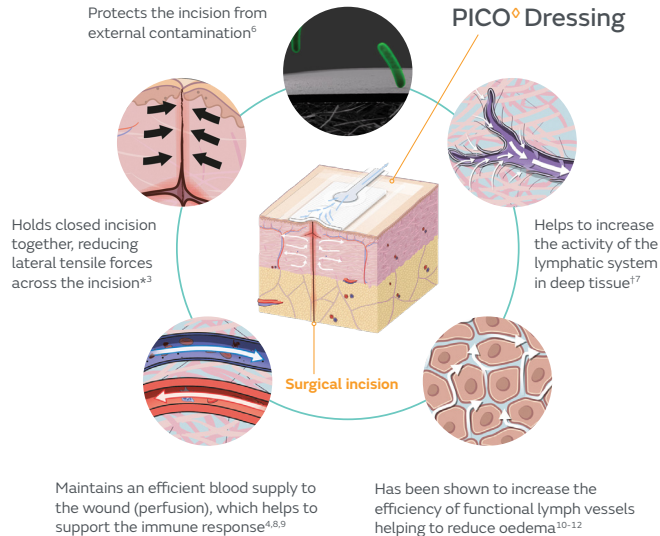 Protects the incision from
external contamination⁶
PICO◊ Dressing
Holds closed incision
together, reducing
lateral tensile forces
across the incision*³
Helps to increase
the activity of the
lymphatic system
in deep tissue†⁷
Surgical incision
Maintains an efficient blood supply to
the wound (perfusion), which helps to
support the immune response⁴,⁸,⁹
Has been shown to increase the
efficiency of functional lymph vessels
helping to reduce oedema¹⁰⁻¹²